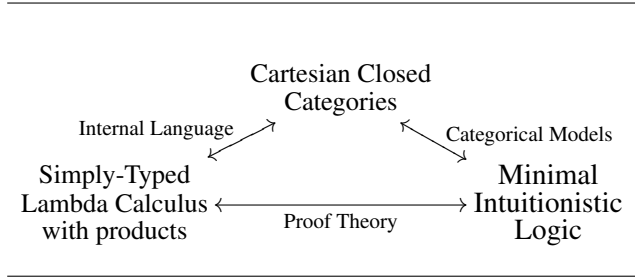 Cartesian Closed
Categories
Internal Language
Categorical Models
Simply-Typed
Lambda Calculus
with products
Proof Theory
Minimal
Intuitionistic
Logic